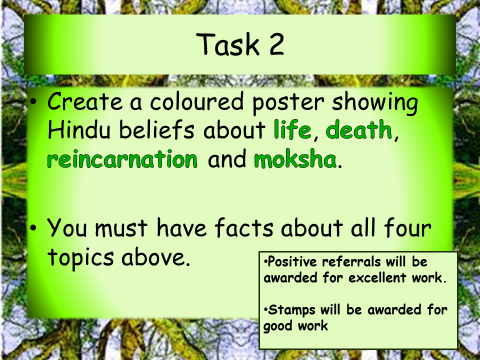 Task 2
• Create a coloured poster showing
Hindu beliefs about life, death,
reincarnation and moksha.
• You must have facts about all four
topics above.
•Positive referrals will be
awarded for excellent work.
•Stamps will be awarded for
good work